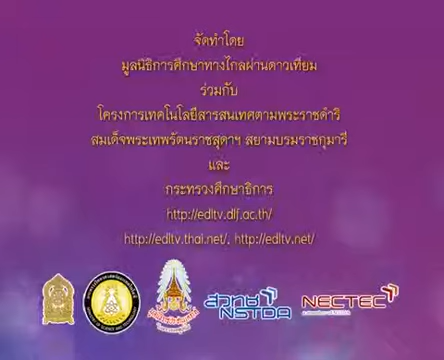 จัดทำโดย
มูลนิธิการศึกษาทางไกลผ่านดาวเทียม
ร่วมกับ
โครงการเทคโนโลยีสารสนเทศตามพระราชดำริ
สมเด็จพระเทพรัตนราชสุดาฯ สยามบรมราชกุมารี
และ
กระทรวงศึกษาธิการ
http://edltv.dlf.ac.th/
http://edltv.thai.net/, http://edltv.net/
สวทช NECTEC
NSTDA